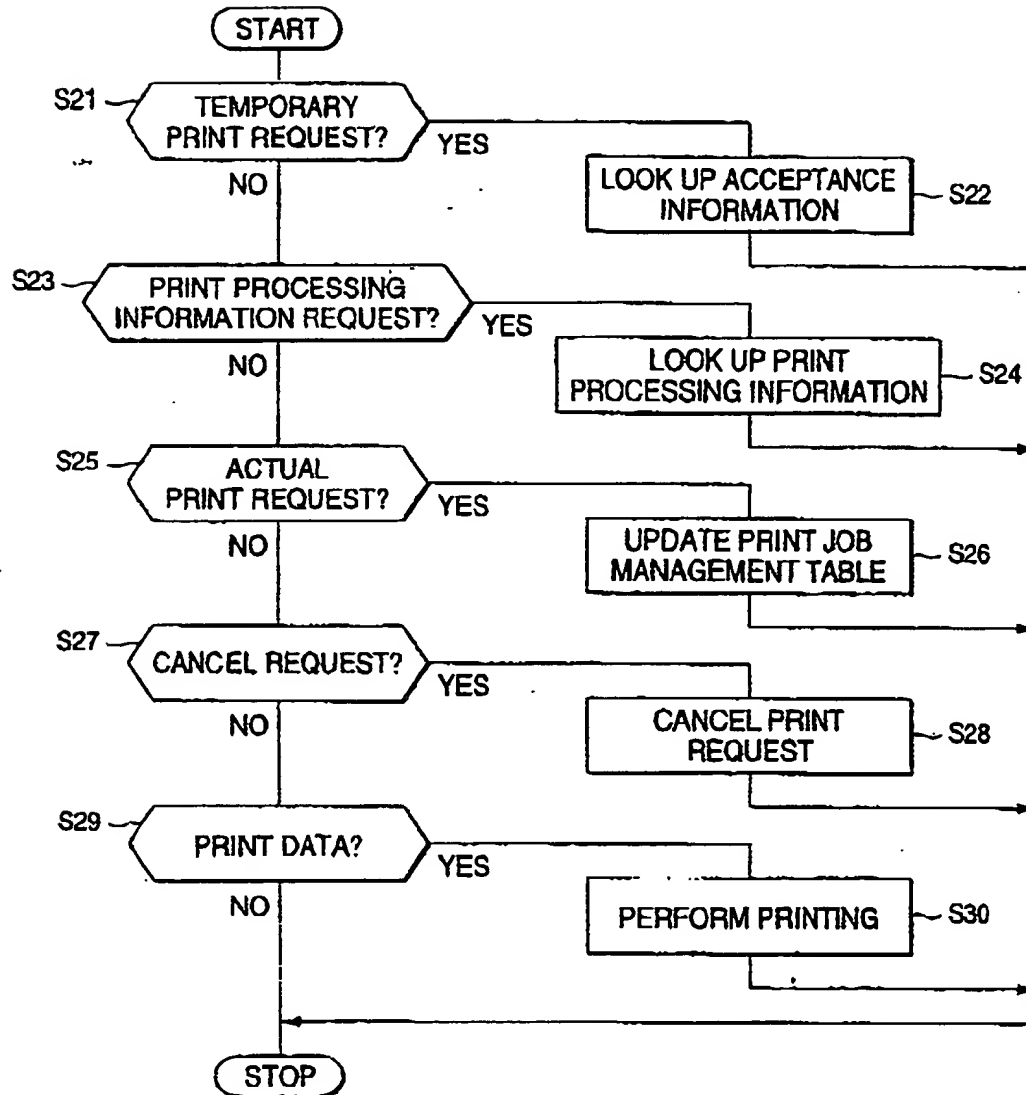 START
S21
TEMPORARY
PRINT REQUEST?
YES
NO
LOOK UP ACCEPTANCE
INFORMATION
S22
S23
PRINT PROCESSING
INFORMATION REQUEST?
YES
NO
LOOK UP PRINT
PROCESSING INFORMATION
S24
S25
ACTUAL
PRINT REQUEST?
YES
NO
UPDATE PRINT JOB
MANAGEMENT TABLE
S26
S27
CANCEL REQUEST?
YES
NO
CANCEL PRINT
REQUEST
S28
S29
PRINT DATA?
YES
NO
PERFORM PRINTING
S30
STOP